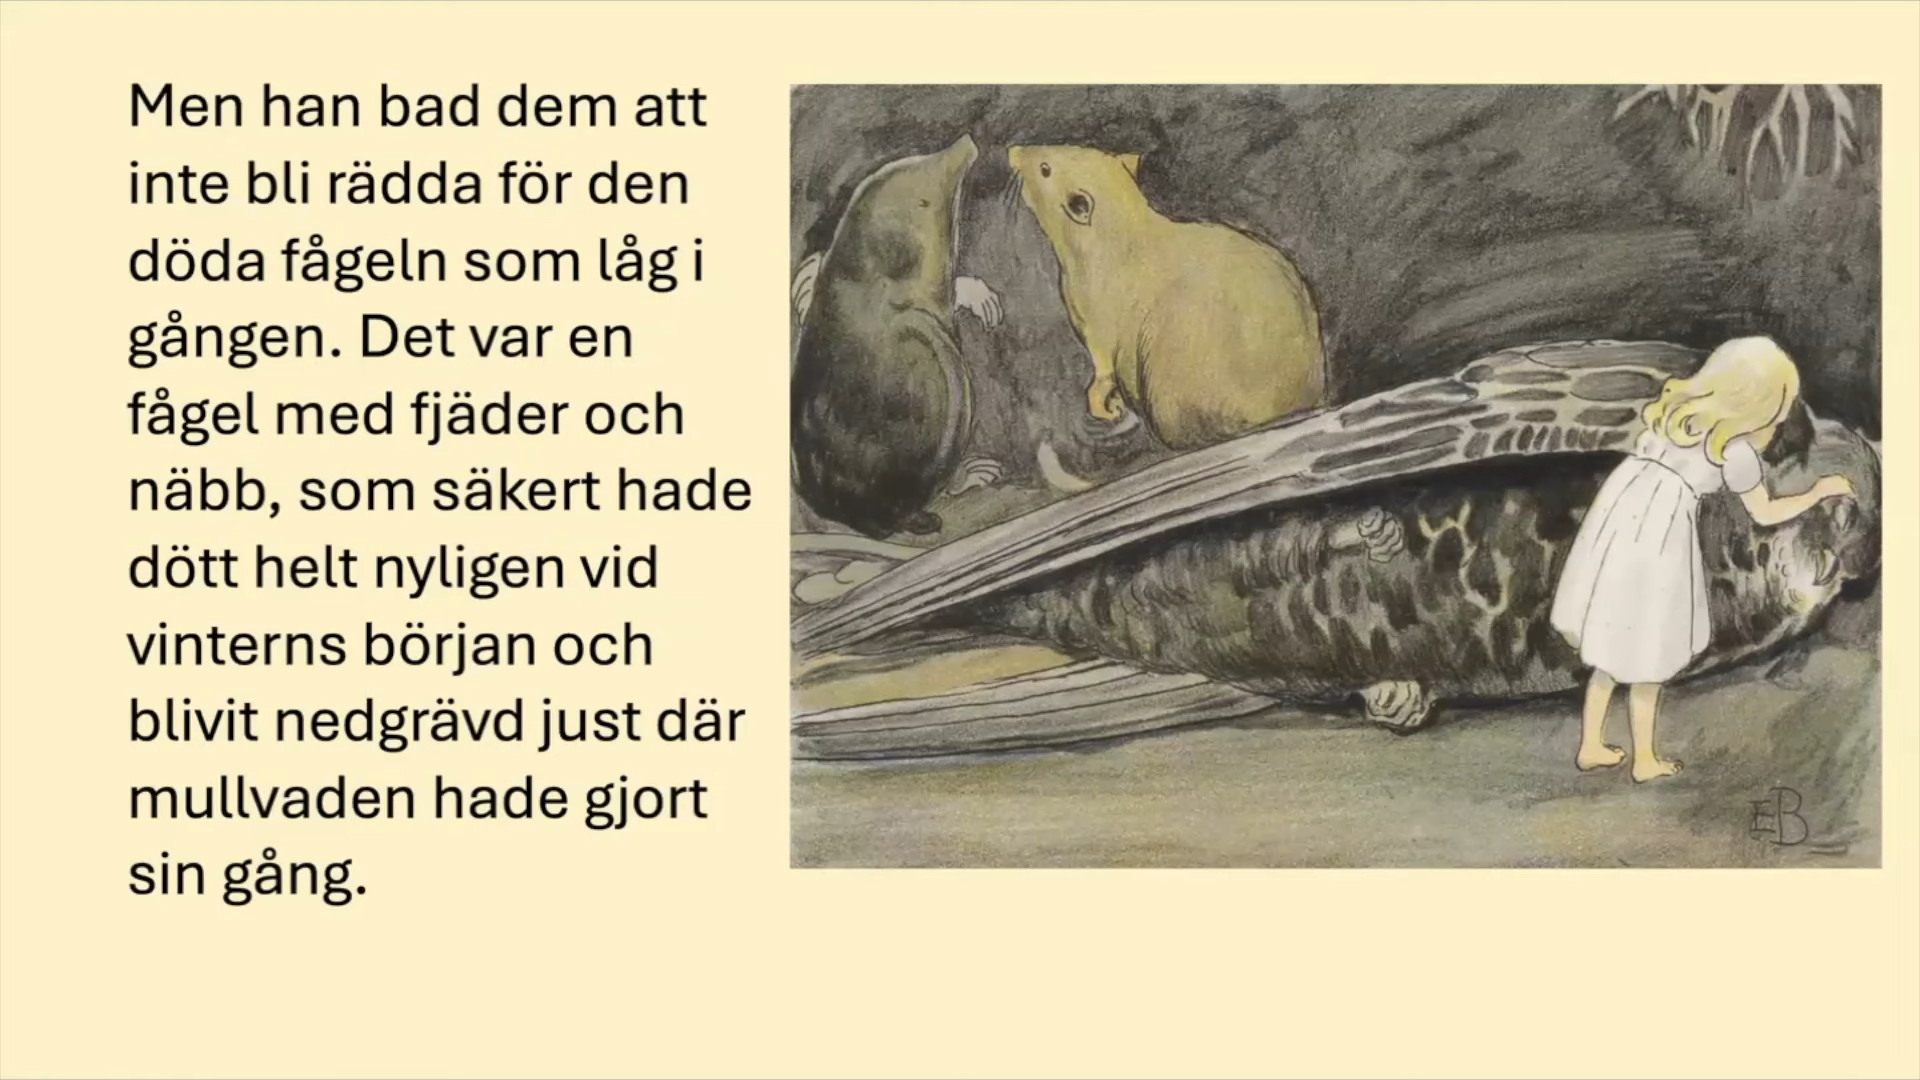 Men han bad dem att
inte bli rädda för den
döda fågeln som låg i
gången. Det var en
fågel med fjäder och
näbb, som säkert hade
dött helt nyligen vid
vinterns början och
blivit nedgrävd just där
mullvaden hade gjort
sin gång.
EB